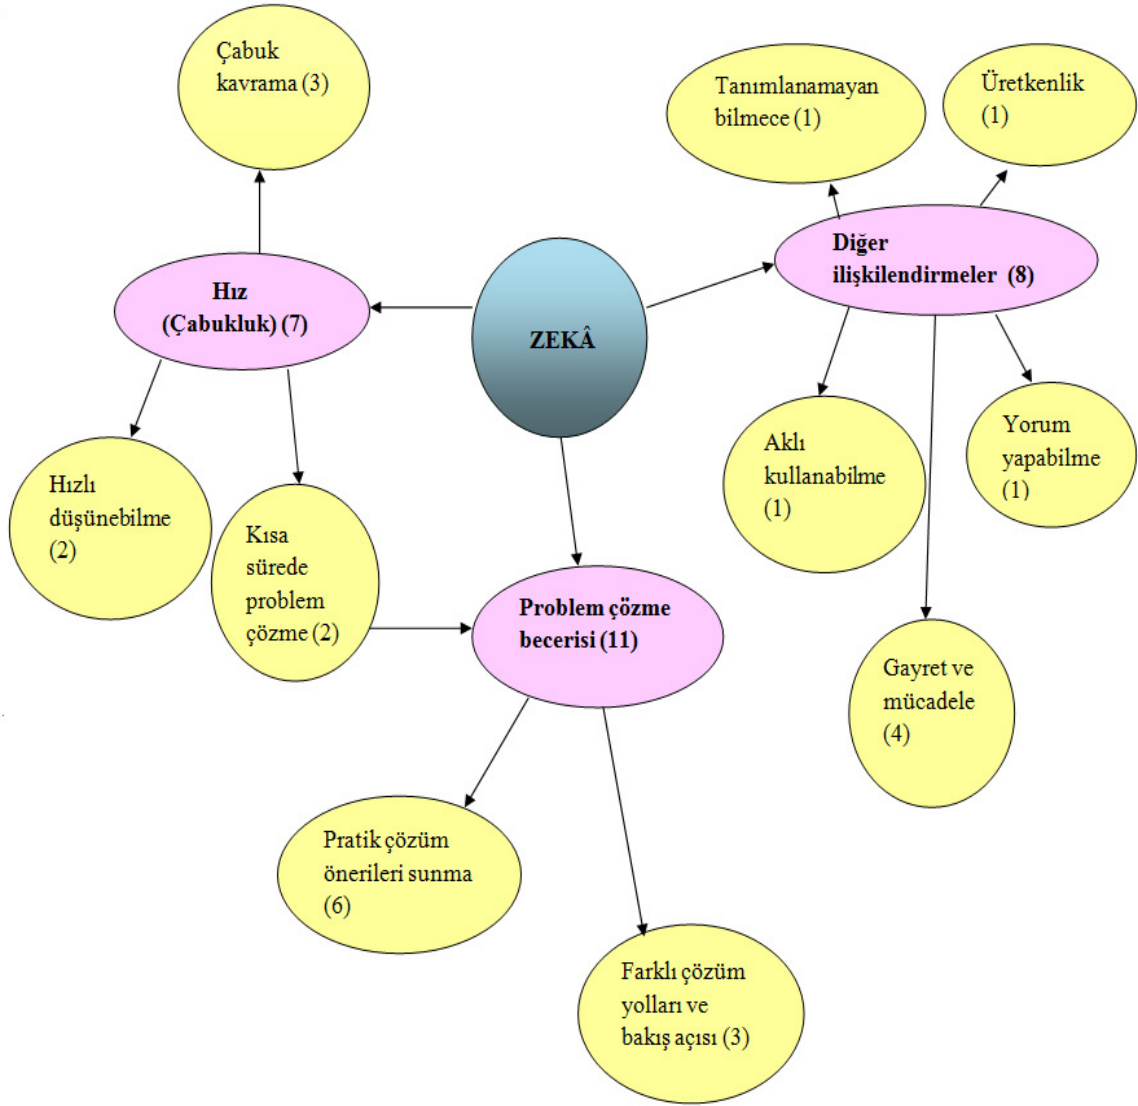 Çabuk
kavrama (3)
Tanımlanamayan
bilmece (1)
Üretkenlik
(1)
Diğer
ilişkilendirmeler (8)
Hız
(Çabukluk) (7)
ZEKÂ
Hızlı
düşünebilme
(2)
Kısa
sürede
problem
çözme (2)
Aklı
kullanabilme
(1)
Yorum
yapabilme
(1)
Problem çözme
becerisi (11)
Gayret ve
mücadele
(4)
Pratik çözüm
önerileri sunma
(6)
Farklı çözüm
yolları ve
bakış açısı (3)